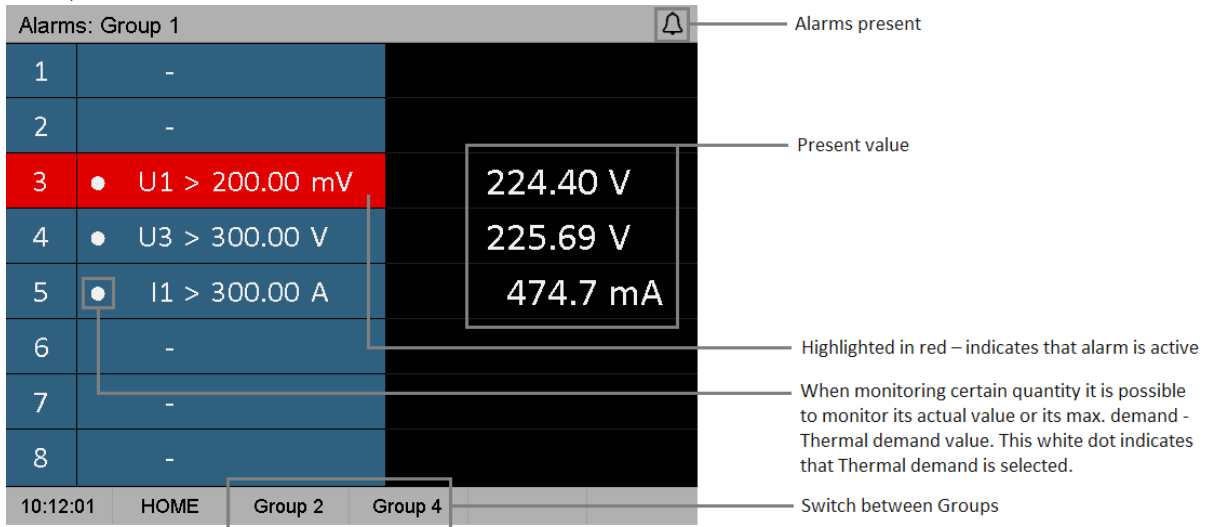 Alarms: Group 1
Alarms present
1 -
2 -
Present value
3 ● U1 > 200.00 mV 224.40 V
4 ● U3 > 300.00 V 225.69 V
5 ● I1 > 300.00 A 474.7 mA
6 -
Highlighted in red – indicates that alarm is active
7 -
When monitoring certain quantity it is possible
to monitor its actual value or its max. demand -
Thermal demand value. This white dot indicates
that Thermal demand is selected.
8 -
10:12:01 HOME Group 2 Group 4
Switch between Groups